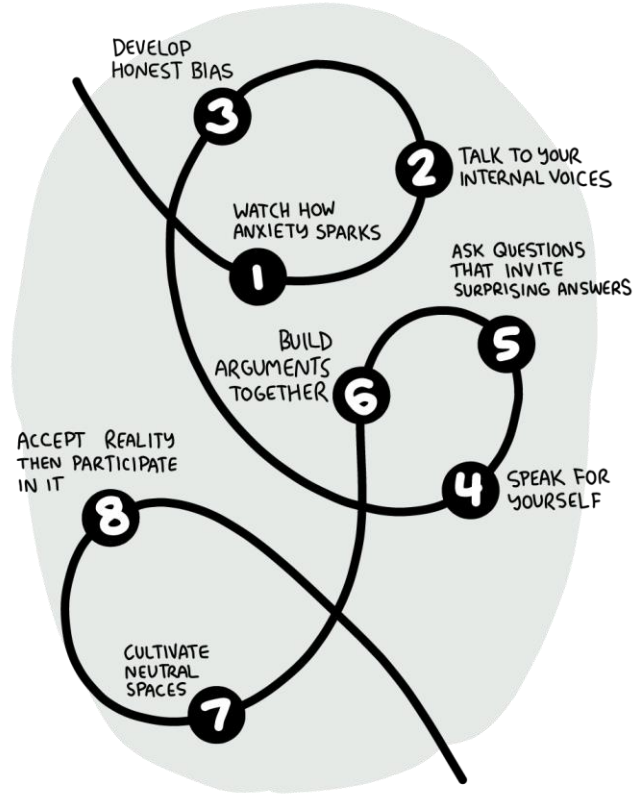 DEVELOP
HONEST BIAS
3
2
TALK TO YOUR
INTERNAL VOICES
WATCH HOW
ANXIETY SPARKS
1
ASK QUESTIONS
THAT INVITE
SURPRISING ANSWERS
5
BUILD
ARGUMENTS
TOGETHER
6
4
SPEAK FOR
YOURSELF
ACCEPT REALITY
THEN PARTICIPATE
IN IT
8
CULTIVATE
NEUTRAL
SPACES
7